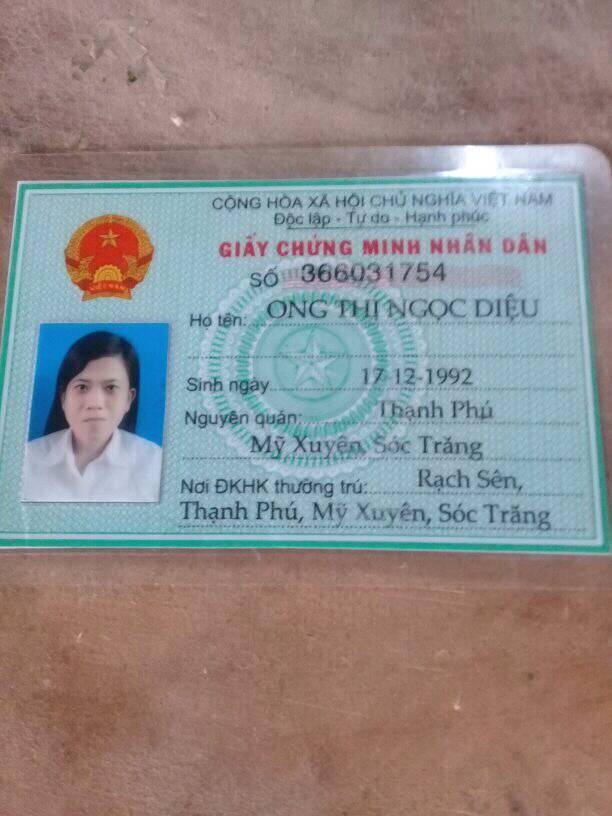 CỘNG HÒA XÃ HỘI CHỦ NGHĨA VIỆT NAM
Độc lập - Tự do - Hạnh phúc
GIẤY CHỨNG MINH NHÂN DÂN
SỐ 366031754
Họ tên: ONG THỊ NGỌC DIỆU
Sinh ngày 17-12-1992
Nguyên quán: Thạnh Phú
Mỹ Xuyên, Sóc Trăng
Nơi ĐKHK thường trú: Rạch Sên,
Thạnh Phú, Mỹ Xuyên, Sóc Trăng
VIỆT NAM